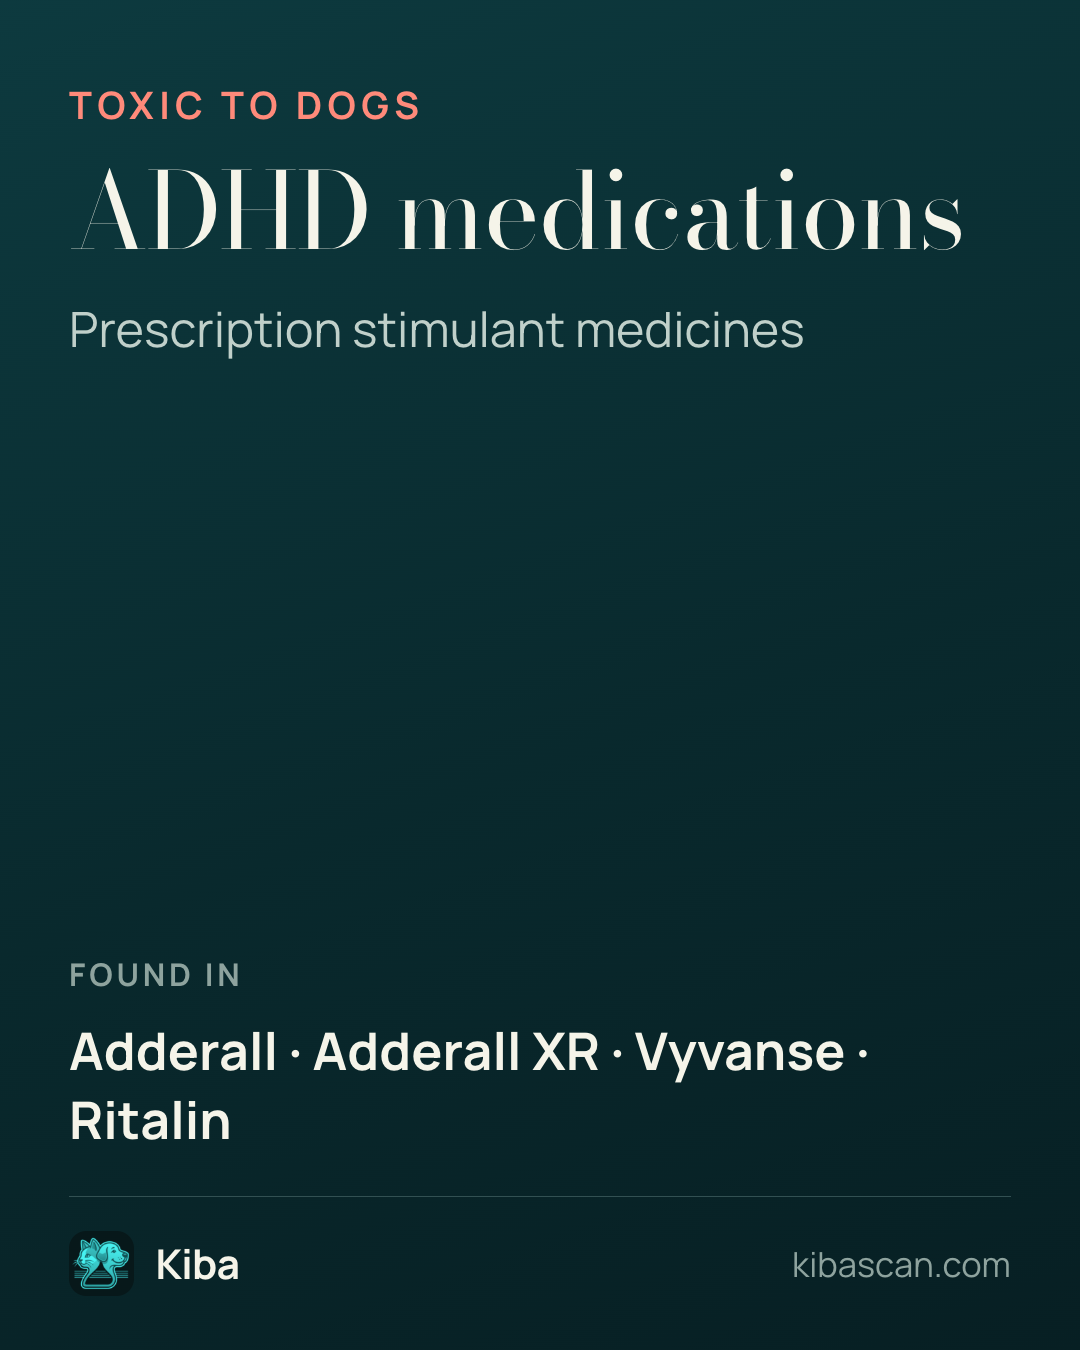 TOXIC TO DOGS
ADHD medications
Prescription stimulant medicines
FOUND IN
Adderall · Adderall XR · Vyvanse ·
Ritalin
Kiba
kibascan.com